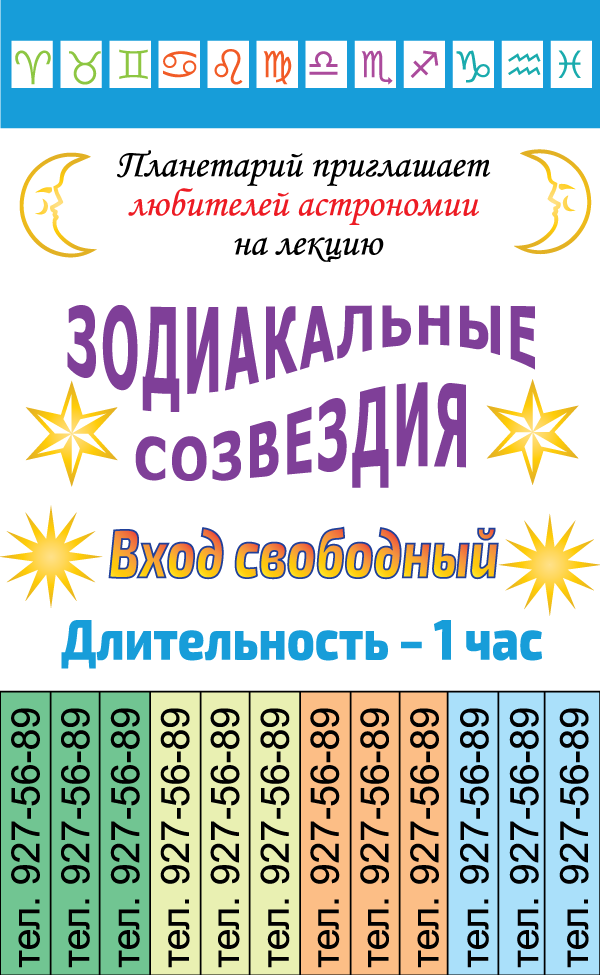 ♈ ♉ ♊ ♋ ♌ ♍ ♎ ♏ ♐ ♑ ♒ ♓
Планетарий приглашает
любителей астрономии
на лекцию
ЗОДИАКАЛЬНЫЕ
СОЗВЕЗДИЯ
Вход свободный
Длительность – 1 час
тел. 927-56-89
тел. 927-56-89
тел. 927-56-89
тел. 927-56-89
тел. 927-56-89
тел. 927-56-89
тел. 927-56-89
тел. 927-56-89
тел. 927-56-89
тел. 927-56-89
тел. 927-56-89
тел. 927-56-89